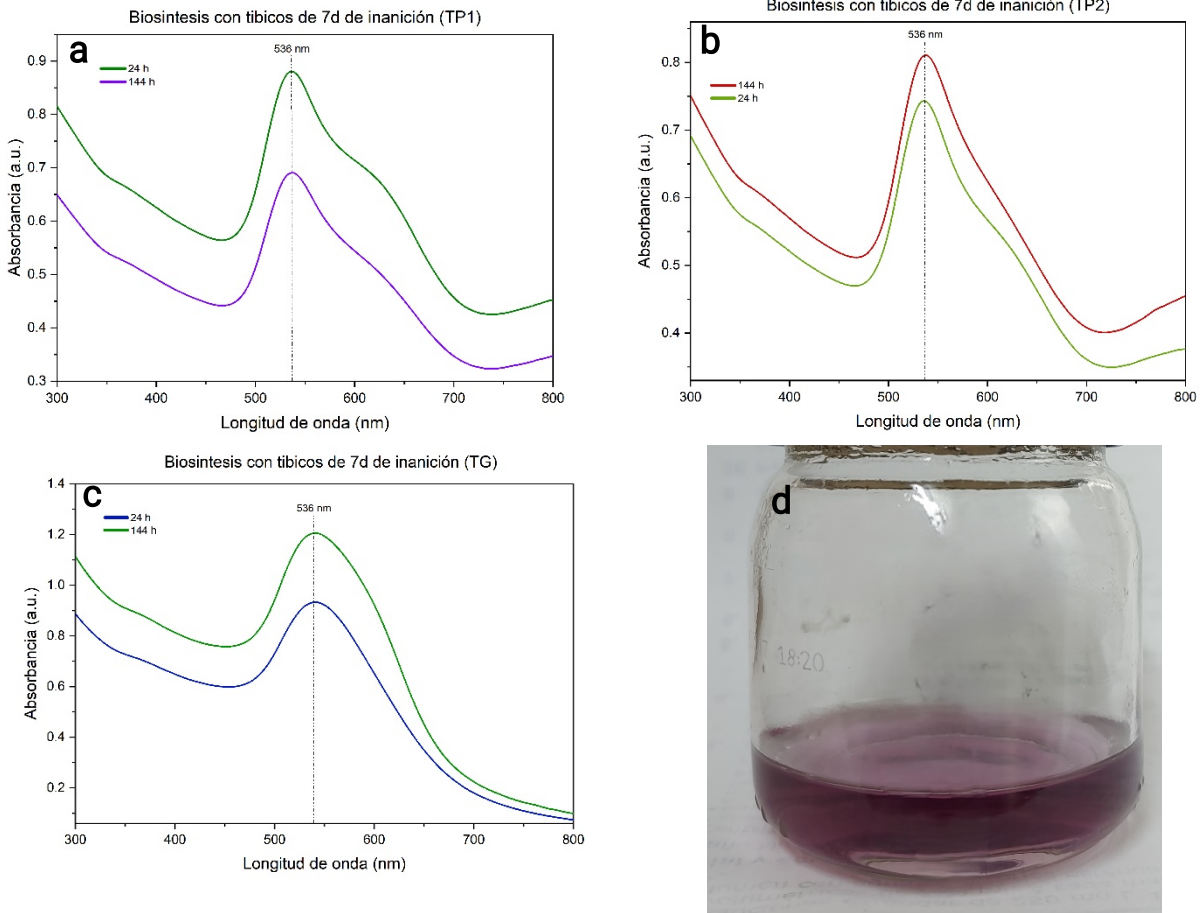 Biosintesis con tibicos de 7d de inanición (TP1)
a
536 nm
24 h
144 h
0.9
0.8
0.7
0.6
0.5
0.4
0.3
Absorbancia (a.u.)
300 400 500 600 700 800
Longitud de onda (nm)
Biosintesis con tibicos de 7d de inanición (TP2)
b
536 nm
144 h
24 h
0.8
0.7
0.6
0.5
0.4
Absorbancia (a.u.)
300 400 500 600 700 800
Longitud de onda (nm)
Biosintesis con tibicos de 7d de inanición (TG)
c
536 nm
24 h
144 h
1.4
1.2
1.0
0.8
0.6
0.4
0.2
Absorbancia (a.u.)
300 400 500 600 700 800
Longitud de onda (nm)
d
18:20